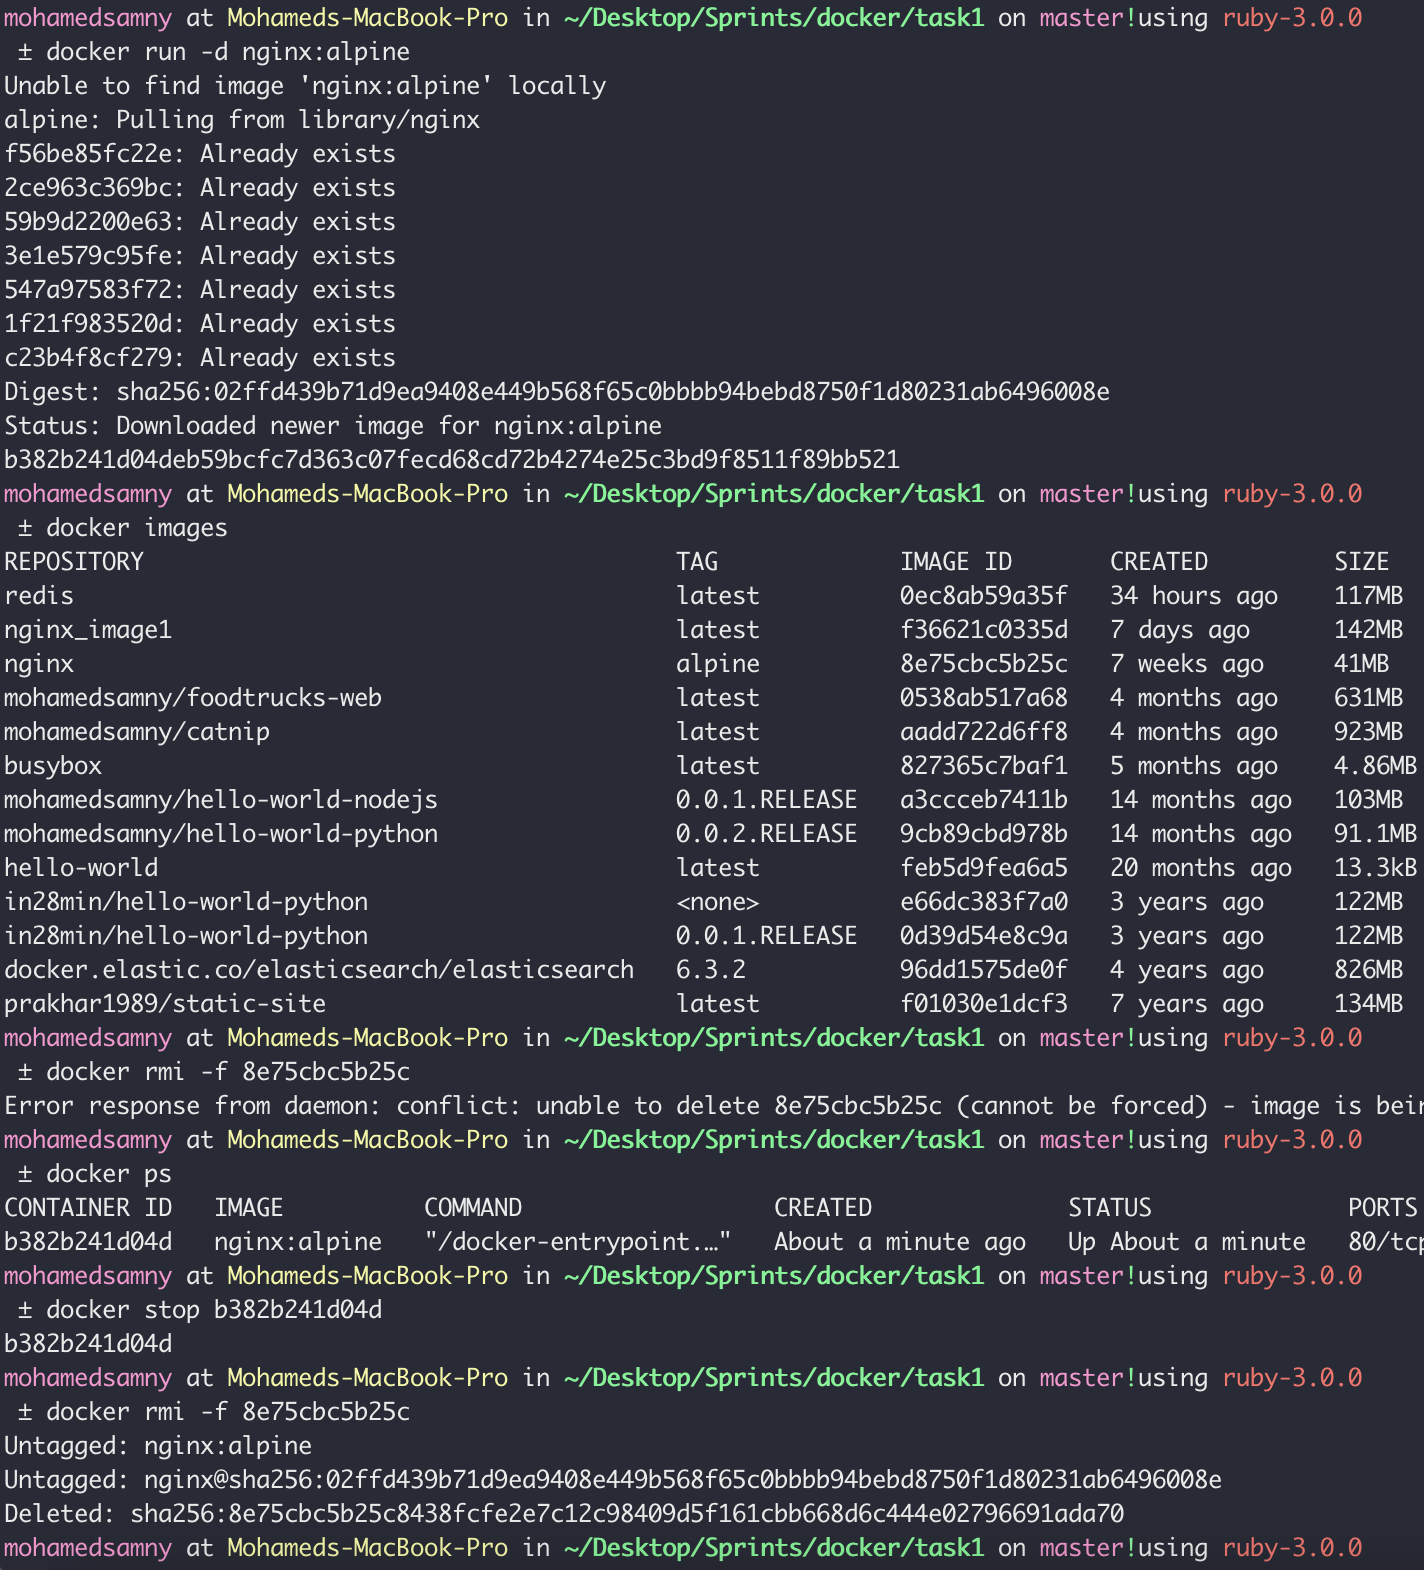 mohamedsamny at Mohameds-MacBook-Pro in ~/Desktop/Sprints/docker/task1 on master!using ruby-3.0.0
± docker run -d nginx:alpine
Unable to find image 'nginx:alpine' locally
alpine: Pulling from library/nginx
f56be85fc22e: Already exists
2ce963c369bc: Already exists
59b9d2200e63: Already exists
3e1e579c95fe: Already exists
547a97583f72: Already exists
1f21f983520d: Already exists
c23b4f8cf279: Already exists
Digest: sha256:02ffd439b71d9ea9408e449b568f65c0bbbb94bebd8750f1d80231ab6496008e
Status: Downloaded newer image for nginx:alpine
b382b241d04deb59bcfc7d363c07fecd68cd72b4274e25c3bd9f8511f89bb521
mohamedsamny at Mohameds-MacBook-Pro in ~/Desktop/Sprints/docker/task1 on master!using ruby-3.0.0
± docker images
REPOSITORY TAG IMAGE ID CREATED SIZE
redis latest 0ec8ab59a35f 34 hours ago 117MB
nginx_image1 latest f36621c0335d 7 days ago 142MB
nginx alpine 8e75cbc5b25c 7 weeks ago 41MB
mohamedsamny/foodtrucks-web latest 0538ab517a68 4 months ago 631MB
mohamedsamny/catnip latest aadd722d6ff8 4 months ago 923MB
busybox latest 827365c7baf1 5 months ago 4.86MB
mohamedsamny/hello-world-nodejs 0.0.1.RELEASE a3ccceb7411b 14 months ago 103MB
mohamedsamny/hello-world-python 0.0.2.RELEASE 9cb89cbd978b 14 months ago 91.1MB
hello-world latest feb5d9fea6a5 20 months ago 13.3kB
in28min/hello-world-python <none> e66dc383f7a0 3 years ago 122MB
in28min/hello-world-python 0.0.1.RELEASE 0d39d54e8c9a 3 years ago 122MB
docker.elastic.co/elasticsearch/elasticsearch 6.3.2 96dd1575de0f 4 years ago 826MB
prakhar1989/static-site latest f01030e1dcf3 7 years ago 134MB
mohamedsamny at Mohameds-MacBook-Pro in ~/Desktop/Sprints/docker/task1 on master!using ruby-3.0.0
± docker rmi -f 8e75cbc5b25c
Error response from daemon: conflict: unable to delete 8e75cbc5b25c (cannot be forced) - image is bei
mohamedsamny at Mohameds-MacBook-Pro in ~/Desktop/Sprints/docker/task1 on master!using ruby-3.0.0
± docker ps
CONTAINER ID IMAGE COMMAND CREATED STATUS PORTS
b382b241d04d nginx:alpine "/docker-entrypoint.…" About a minute ago Up About a minute 80/tcp
mohamedsamny at Mohameds-MacBook-Pro in ~/Desktop/Sprints/docker/task1 on master!using ruby-3.0.0
± docker stop b382b241d04d
b382b241d04d
mohamedsamny at Mohameds-MacBook-Pro in ~/Desktop/Sprints/docker/task1 on master!using ruby-3.0.0
± docker rmi -f 8e75cbc5b25c
Untagged: nginx:alpine
Untagged: nginx@sha256:02ffd439b71d9ea9408e449b568f65c0bbbb94bebd8750f1d80231ab6496008e
Deleted: sha256:8e75cbc5b25c8438fcfe2e7c12c98409d5f161cbb668d6c444e02796691ada70
mohamedsamny at Mohameds-MacBook-Pro in ~/Desktop/Sprints/docker/task1 on master!using ruby-3.0.0